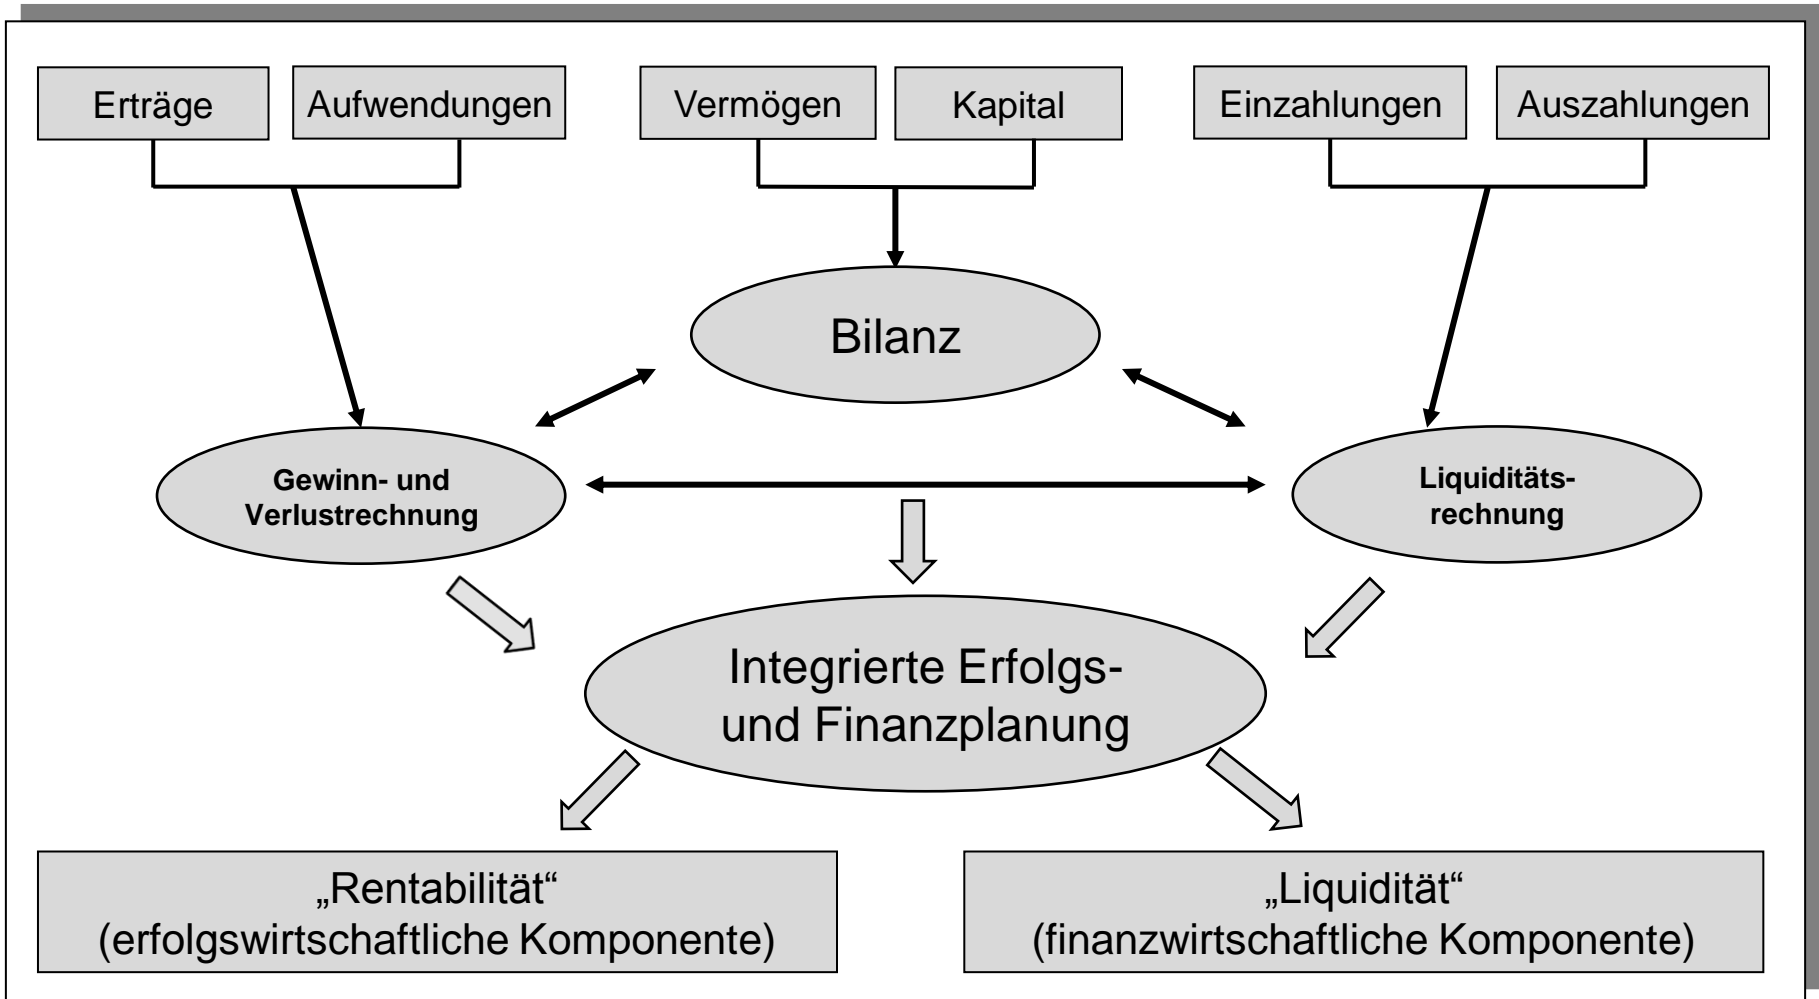 Erträge
Aufwendungen
Vermögen
Kapital
Einzahlungen
Auszahlungen
Bilanz
Gewinn- und
Verlustrechnung
Liquiditäts-
rechnung
Integrierte Erfolgs-
und Finanzplanung
„Rentabilität“
(erfolgswirtschaftliche Komponente)
„Liquidität“
(finanzwirtschaftliche Komponente)